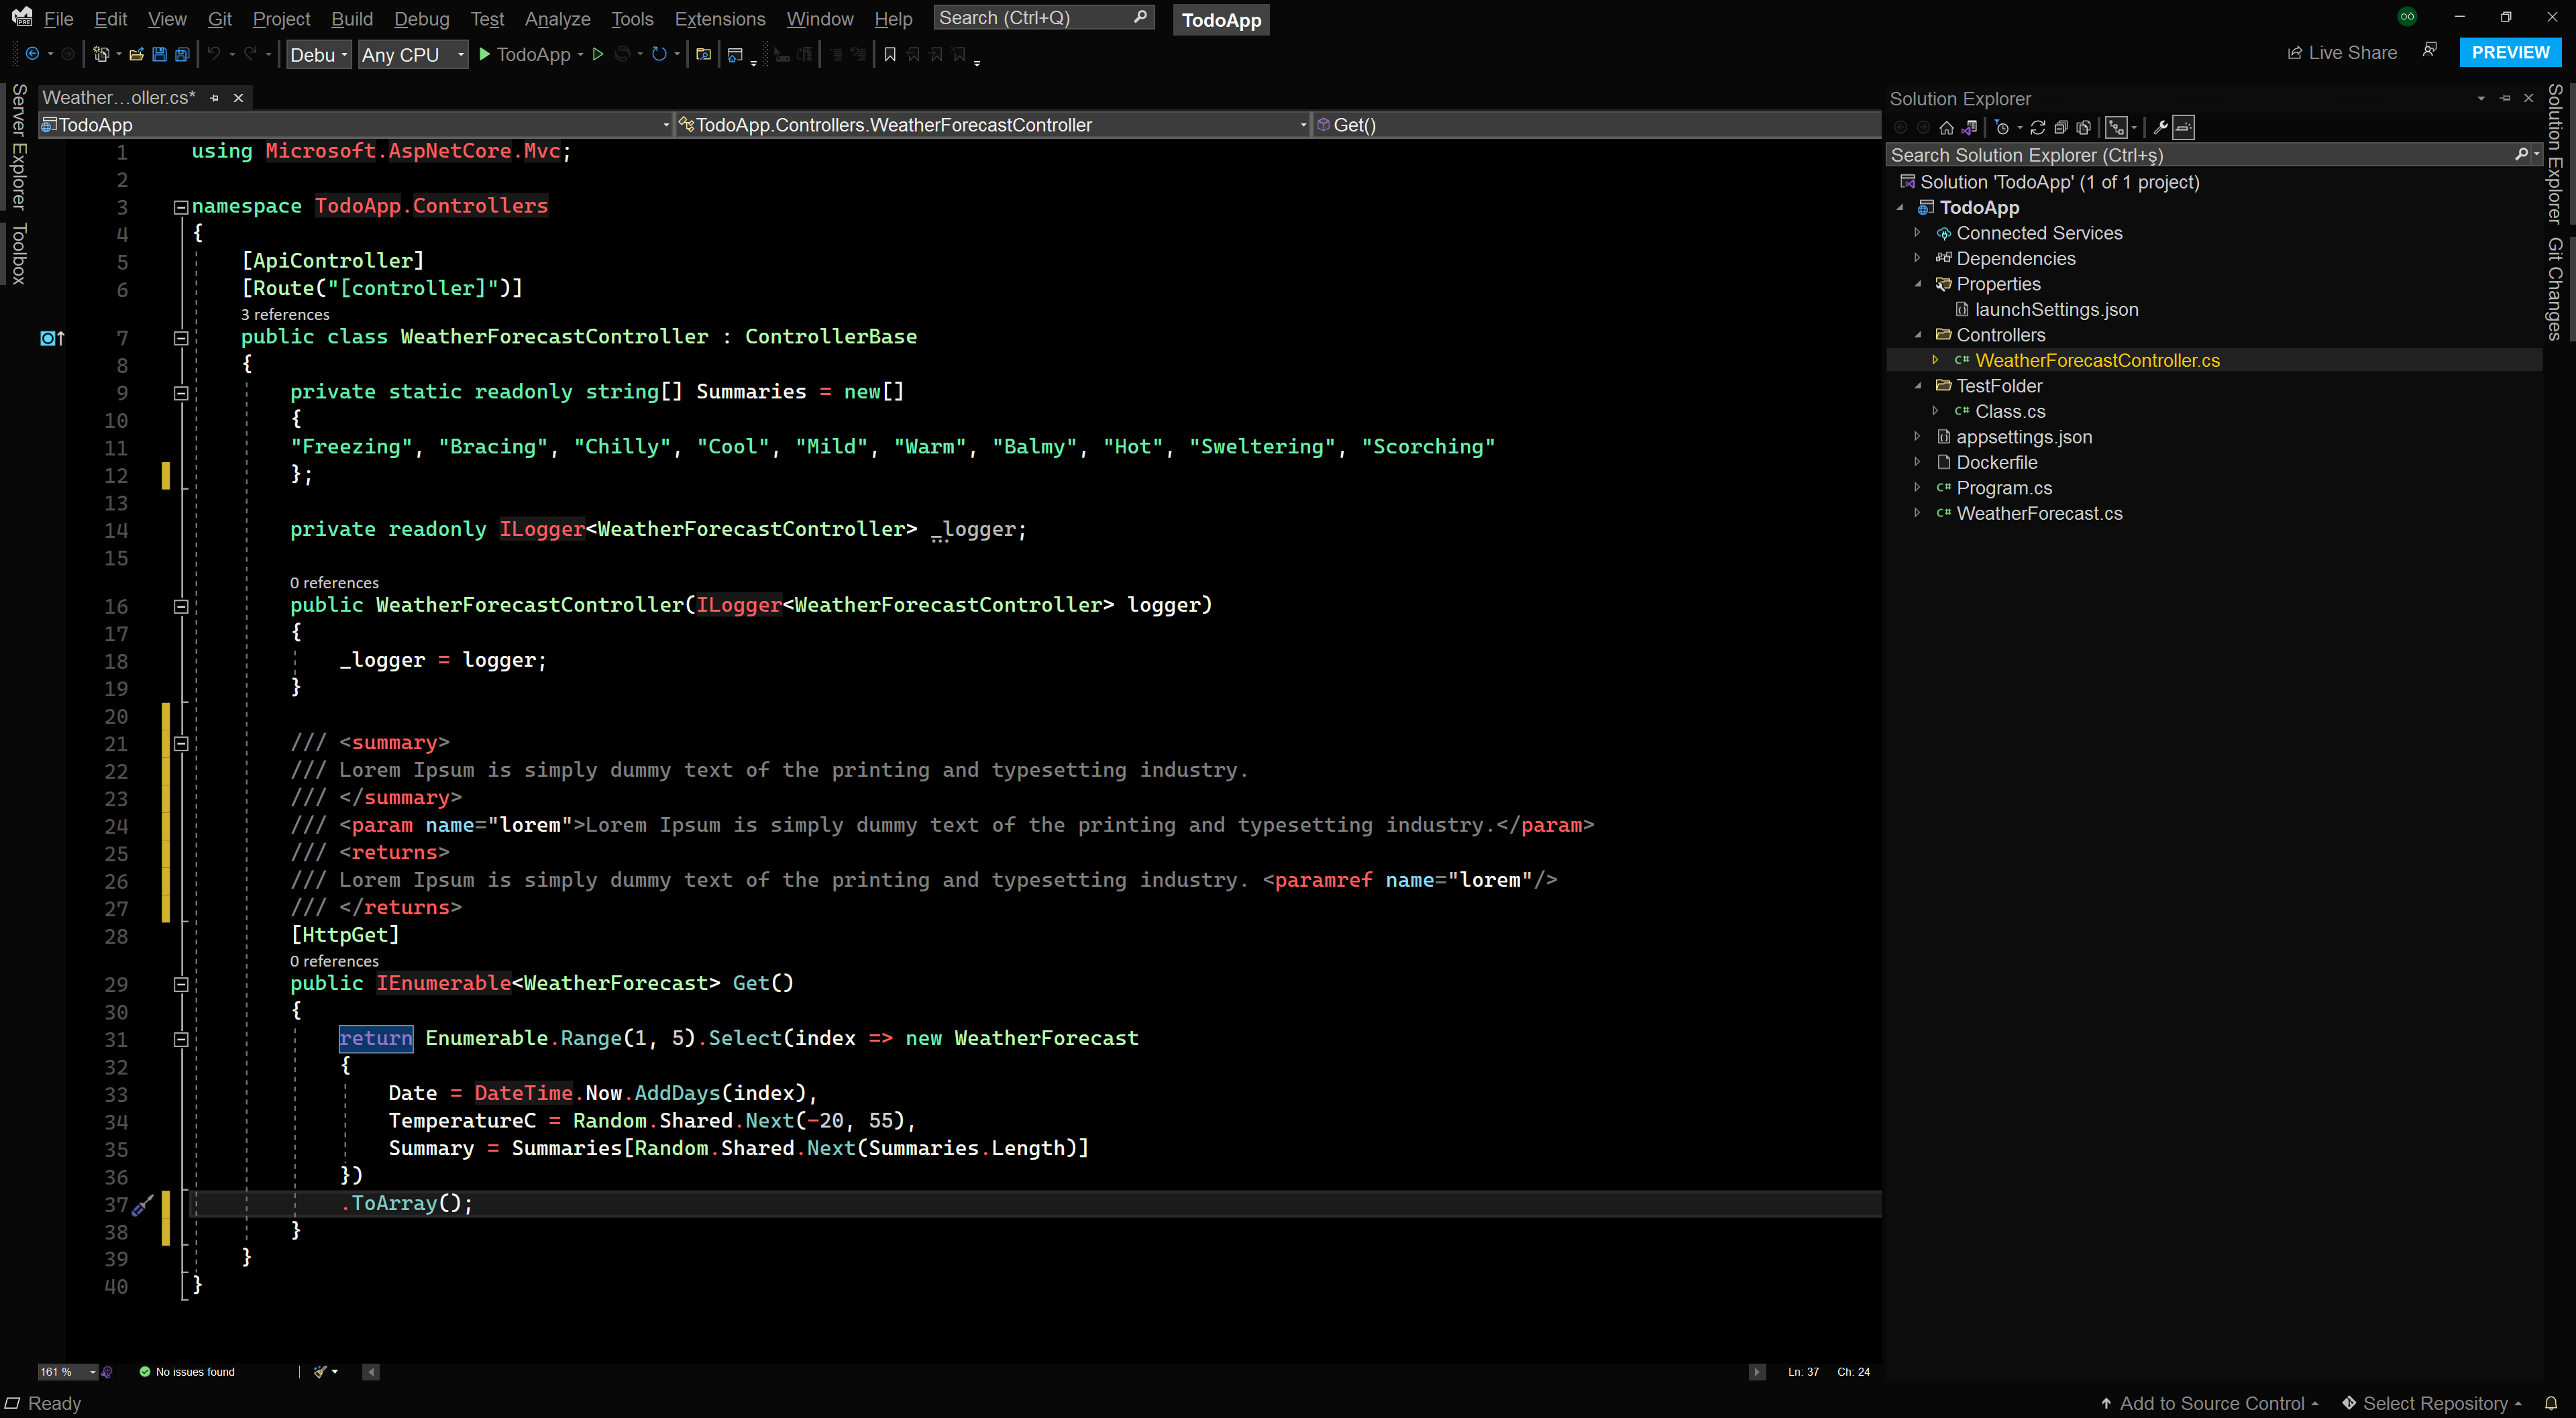 File Edit View Git Project Build Debug Test Analyze Tools Extensions Window Help Search (Ctrl+Q) TodoApp
Debu Any CPU TodoApp Live Share PREVIEW
Server Explorer
Toolbox
Weather...oller.cs*
TodoApp TodoApp.Controllers.WeatherForecastController Get()
1 using Microsoft.AspNetCore.Mvc;
2
3 namespace TodoApp.Controllers
4 {
5 [ApiController]
6 [Route("[controller]")]
3 references
7 public class WeatherForecastController : ControllerBase
8 {
9 private static readonly string[] Summaries = new[]
10 {
11 "Freezing", "Bracing", "Chilly", "Cool", "Mild", "Warm", "Balmy", "Hot", "Sweltering", "Scorching"
12 };
13
14 private readonly ILogger<WeatherForecastController> _logger;
15
0 references
16 public WeatherForecastController(ILogger<WeatherForecastController> logger)
17 {
18 _logger = logger;
19 }
20
21 /// <summary>
22 /// Lorem Ipsum is simply dummy text of the printing and typesetting industry.
23 /// </summary>
24 /// <param name="lorem">Lorem Ipsum is simply dummy text of the printing and typesetting industry.</param>
25 /// <returns>
26 /// Lorem Ipsum is simply dummy text of the printing and typesetting industry. <paramref name="lorem"/>
27 /// </returns>
28 [HttpGet]
0 references
29 public IEnumerable<WeatherForecast> Get()
30 {
31 return Enumerable.Range(1, 5).Select(index => new WeatherForecast
32 {
33 Date = DateTime.Now.AddDays(index),
34 TemperatureC = Random.Shared.Next(-20, 55),
35 Summary = Summaries[Random.Shared.Next(Summaries.Length)]
36 })
37 .ToArray();
38 }
39 }
40 }
161 % No issues found Ln: 37 Ch: 24
Solution Explorer
Search Solution Explorer (Ctrl+ş)
Solution 'TodoApp' (1 of 1 project)
TodoApp
Connected Services
Dependencies
Properties
launchSettings.json
Controllers
C# WeatherForecastController.cs
TestFolder
C# Class.cs
appsettings.json
Dockerfile
C# Program.cs
C# WeatherForecast.cs
Solution Explorer
Git Changes
Ready Add to Source Control Select Repository